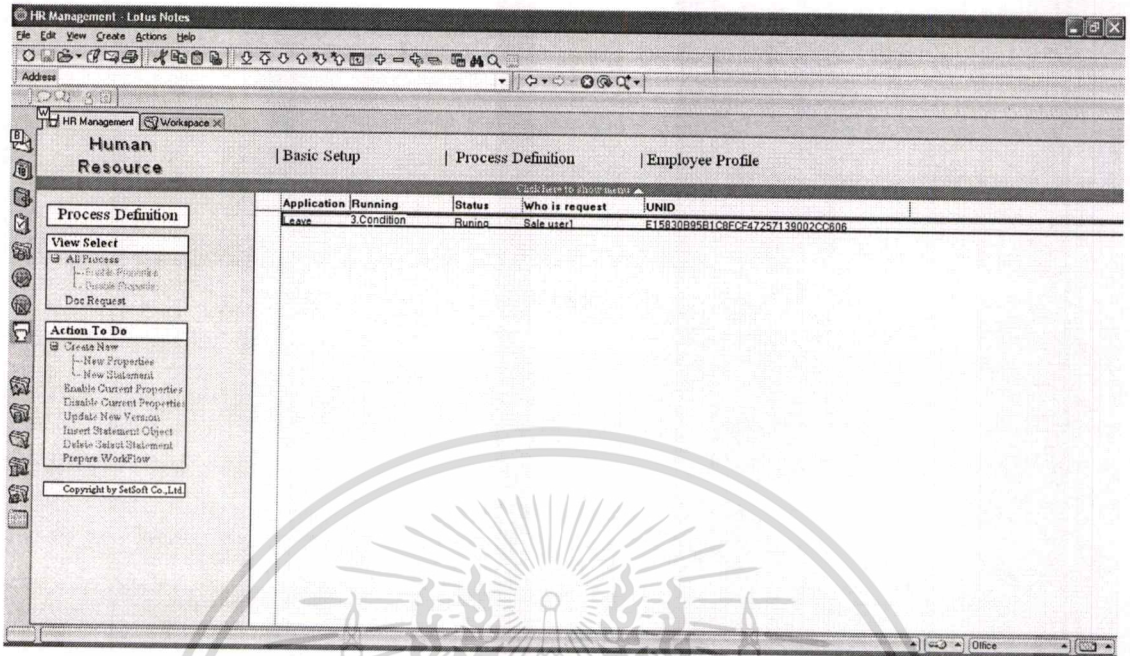 HR Management - Lotus Notes
File Edit View Create Actions Help
Address
HR Management Workspace
Human Resource
| Basic Setup | Process Definition | Employee Profile
Click here to show menu
Application Running Status Who is request UNID
Leave 3.Condition Runing Sale user1 E15830B95B1C8FCF47257139002CC606
Process Definition
View Select
All Process
Enable Properties
Disable Properties
Doc Request
Action To Do
Create New
New Properties
New Statement
Enable Current Properties
Disable Current Properties
Update New Version
Insert Statement Object
Delete Select Statement
Prepare WorkFlow
Copyright by SetSoft Co.,Ltd
Office